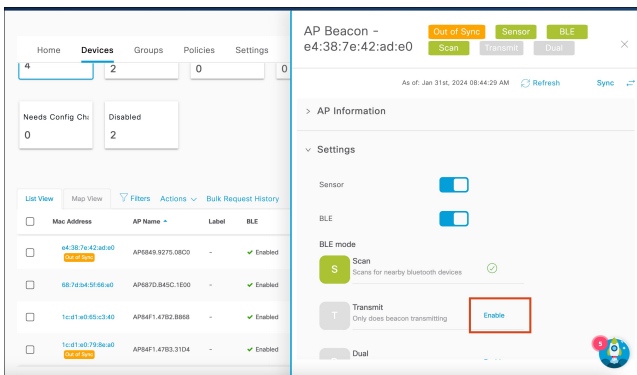 Home Devices Groups Policies Settings
4 2 0 0
Needs Config Cha Disabled
0 2
List View Map View Filters Actions Bulk Request History
Mac Address AP Name Label BLE
e4:38:7e:42:ad:e0 AP6849.9275.08C0 - Enabled
Out of Sync
68:7d:b4:5f:66:e0 AP687D.B45C.1E00 - Enabled
1c:d1:e0:65:c3:40 AP84F1.47B2.B868 - Enabled
1c:d1:e0:79:8e:a0 AP84F1.47B3.31D4 - Enabled
Out of Sync
AP Beacon -
e4:38:7e:42:ad:e0
Out of Sync Sensor BLE
Scan Transmit Dual
As of: Jan 31st, 2024 08:44:29 AM Refresh Sync
AP Information
Settings
Sensor
BLE
BLE mode
S
Scan
Scans for nearby bluetooth devices
T
Transmit
Only does beacon transmitting
Enable
Dual
5